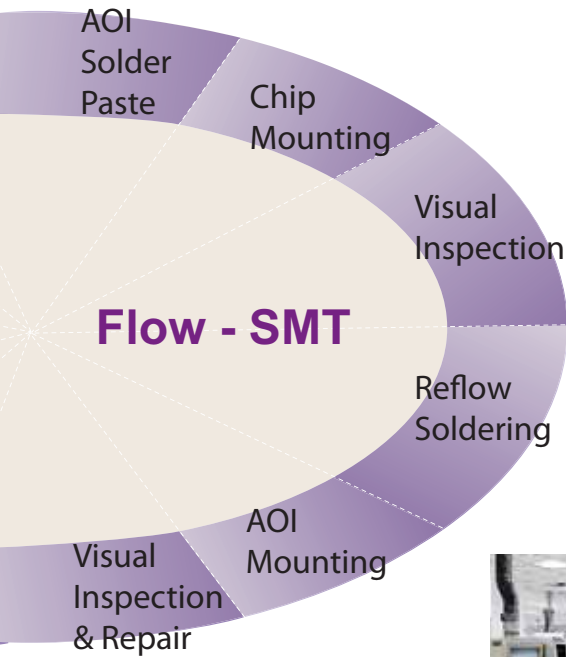 AOI
Solder
Paste
Chip
Mounting
Visual
Inspection
Flow - SMT
Reflow
Soldering
AOI
Mounting
Visual
Inspection
& Repair